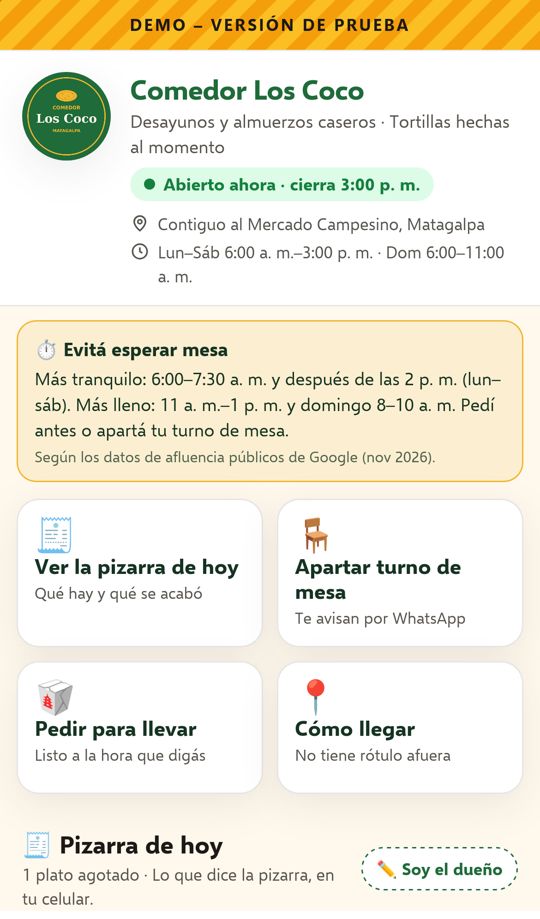 DEMO – VERSIÓN DE PRUEBA
COMEDOR
Los Coco
MATAGALPA
Comedor Los Coco
Desayunos y almuerzos caseros · Tortillas hechas
al momento
Abierto ahora · cierra 3:00 p. m.
Contiguo al Mercado Campesino, Matagalpa
Lun–Sáb 6:00 a. m.–3:00 p. m. · Dom 6:00–11:00
a. m.
Evitá esperar mesa
Más tranquilo: 6:00–7:30 a. m. y después de las 2 p. m. (lun–
sáb). Más lleno: 11 a. m.–1 p. m. y domingo 8–10 a. m. Pedí
antes o apartá tu turno de mesa.
Según los datos de afluencia públicos de Google (nov 2026).
Ver la pizarra de hoy
Qué hay y qué se acabó
Apartar turno de
mesa
Te avisan por WhatsApp
Pedir para llevar
Listo a la hora que digás
Cómo llegar
No tiene rótulo afuera
Pizarra de hoy
1 plato agotado · Lo que dice la pizarra, en
tu celular.
Soy el dueño